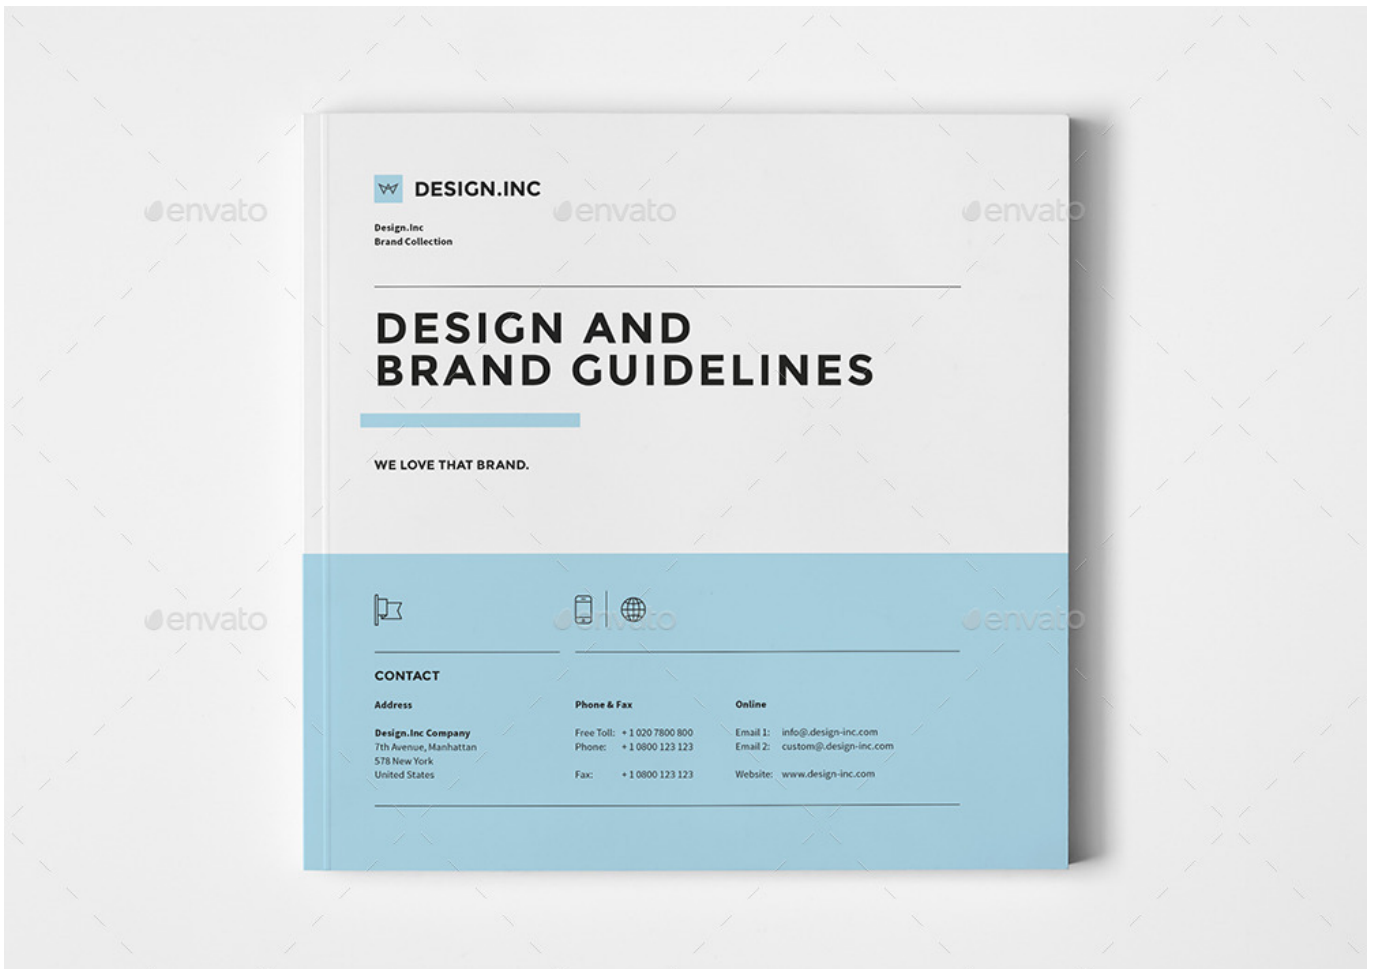 DESIGN.INC
Design.Inc
Brand Collection
DESIGN AND
BRAND GUIDELINES
WE LOVE THAT BRAND.
CONTACT
Address
Design.Inc Company
7th Avenue, Manhattan
578 New York
United States
Phone & Fax
Free Toll: + 1 020 7800 800
Phone: + 1 0800 123 123
Fax: + 1 0800 123 123
Online
Email 1: info@.design-inc.com
Email 2: custom@.design-inc.com
Website: www.design-inc.com
envato
envato
envato
envato
envato
envato